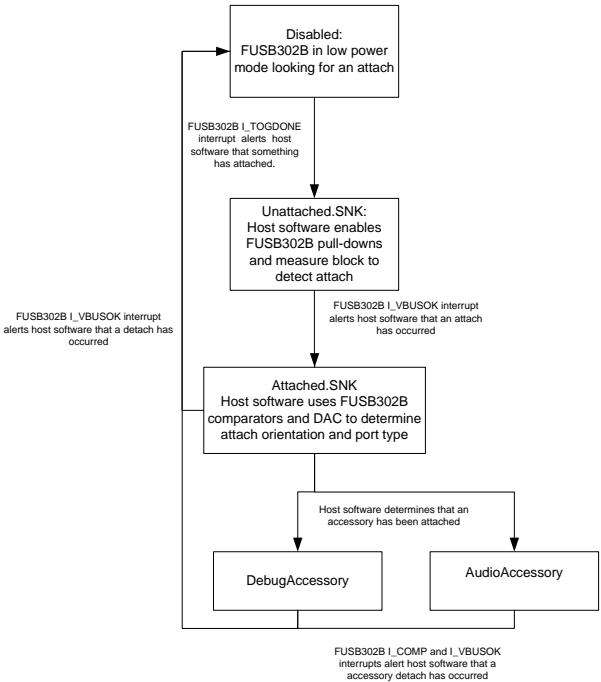 Disabled:
FUSB302B in low power
mode looking for an attach
FUSB302B I_TOGDONE
interrupt alerts host
software that something
has attached.
Unattached.SNK:
Host software enables
FUSB302B pull-downs
and measure block to
detect attach
FUSB302B I_VBUSOK interrupt
alerts host software that a detach has
occurred
FUSB302B I_VBUSOK interrupt
alerts host software that an attach
has occurred
Attached.SNK
Host software uses FUSB302B
comparators and DAC to determine
attach orientation and port type
Host software determines that an
accessory has been attached
DebugAccessory
AudioAccessory
FUSB302B I_COMP and I_VBUSOK
interrupts alert host software that a
accessory detach has occurred